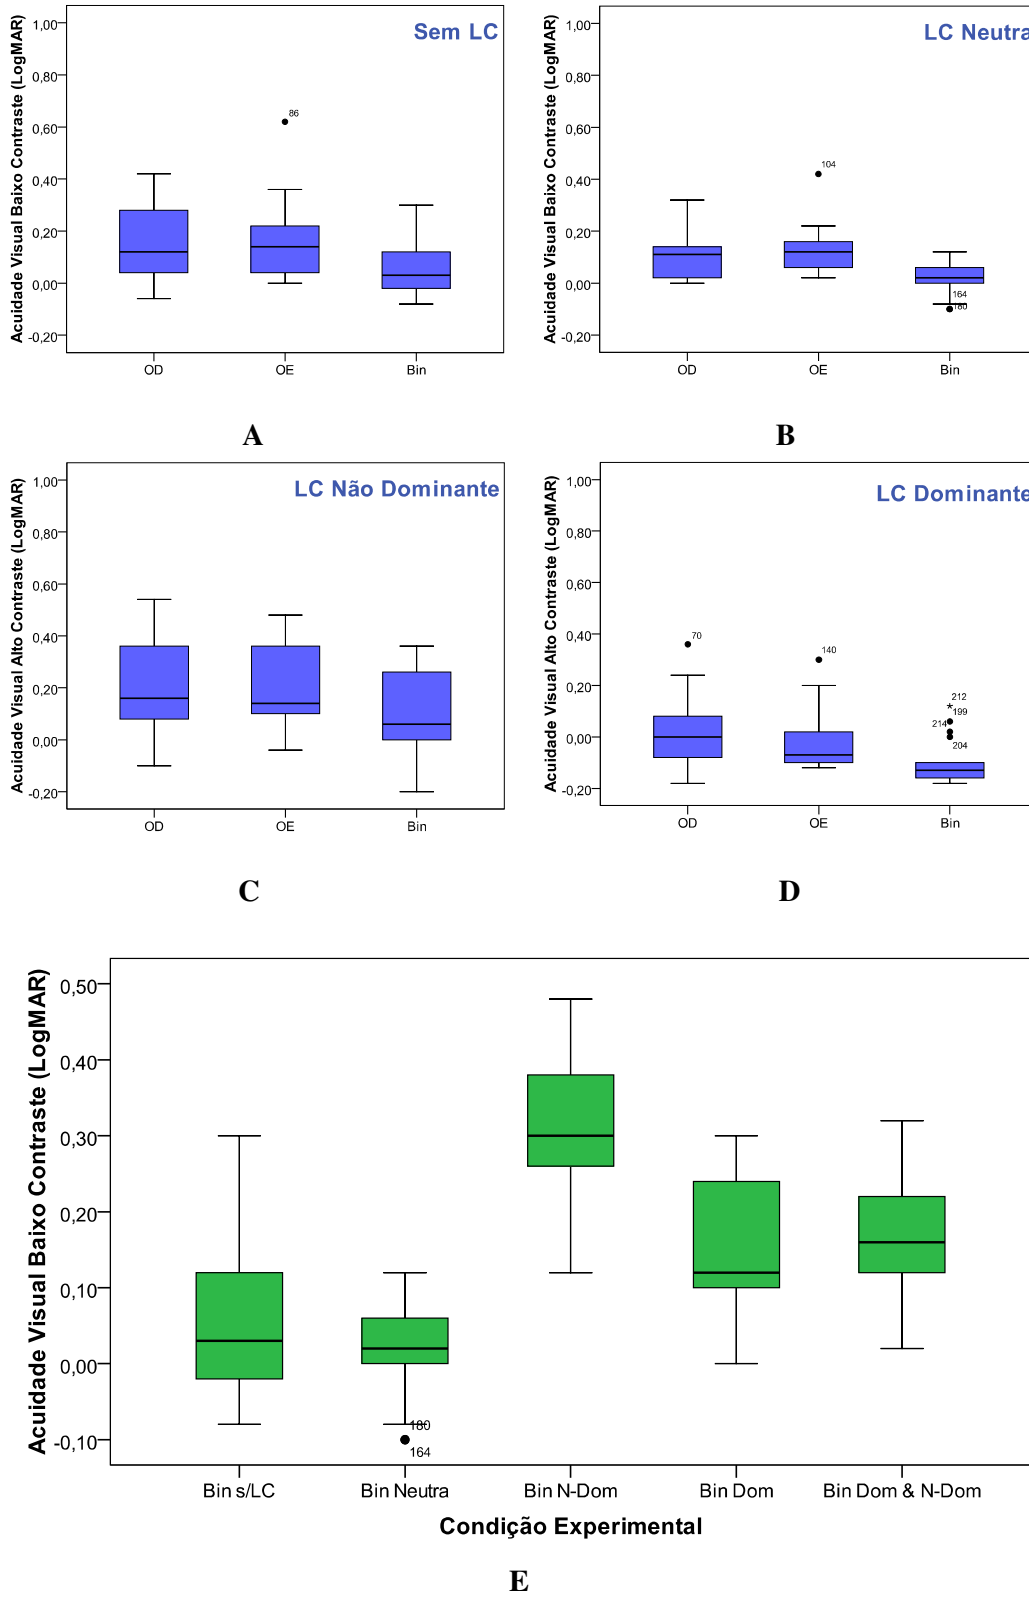 Sem LC
Acuidade Visual Baixo Contraste (LogMAR)
1,00
0,80
0,60
0,40
0,20
0,00
-0,20
86
OD OE Bin
A
LC Neutra
Acuidade Visual Baixo Contraste (LogMAR)
1,00
0,80
0,60
0,40
0,20
0,00
-0,20
104
164
180
OD OE Bin
B
LC Não Dominante
Acuidade Visual Alto Contraste (LogMAR)
1,00
0,80
0,60
0,40
0,20
0,00
-0,20
OD OE Bin
C
LC Dominante
Acuidade Visual Alto Contraste (LogMAR)
1,00
0,80
0,60
0,40
0,20
0,00
-0,20
70
140
212
199
214
204
OD OE Bin
D
Acuidade Visual Baixo Contraste (LogMAR)
0,50
0,40
0,30
0,20
0,10
0,00
-0,10
180
164
Bin s/LC Bin Neutra Bin N-Dom Bin Dom Bin Dom & N-Dom
Condição Experimental
E